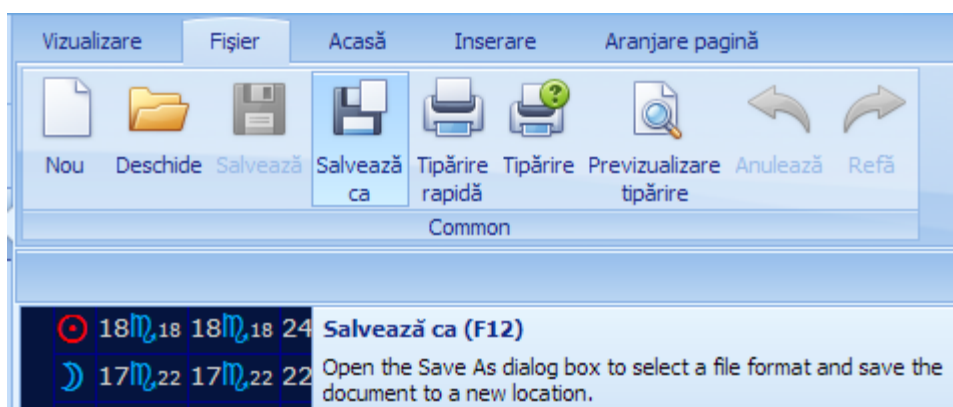 Vizualizare Fişier Acasă Inserare Aranjare pagină
Nou Deschide Salvează Salvează ca Tipărire rapidă Tipărire Previzualizare tipărire Anulează Refă
Common
☉ 18♏18 18♏18 24
☽ 17♏22 17♏22 22
Salvează ca (F12)
Open the Save As dialog box to select a file format and save the
document to a new location.